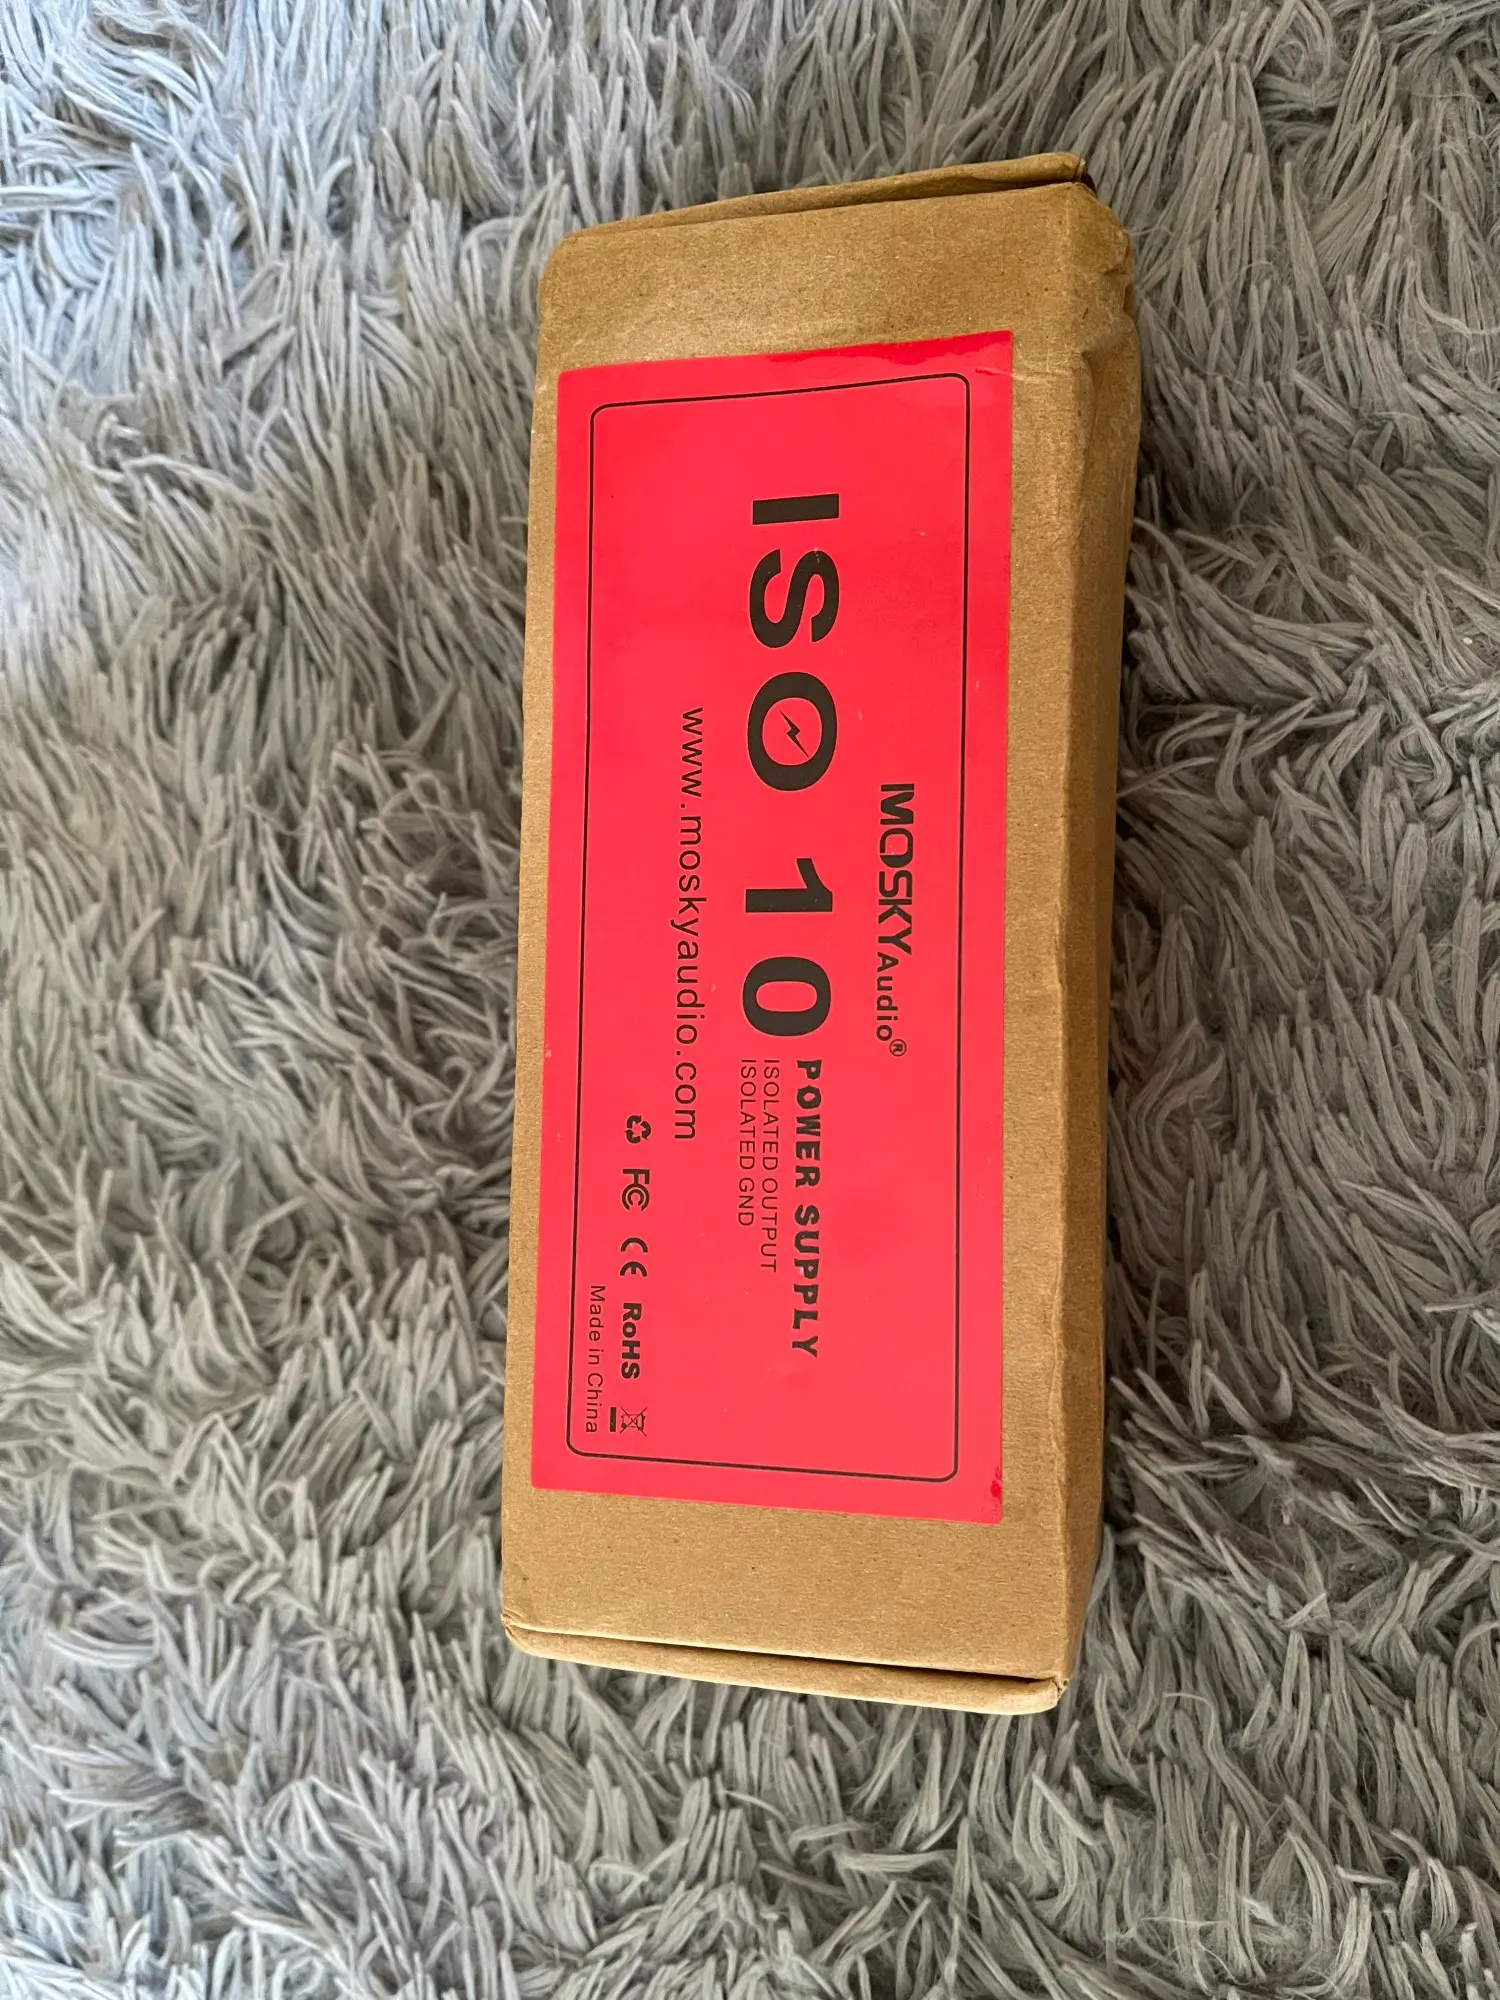 MOSKYAudio®
ISO 10
POWER SUPPLY
ISOLATED OUTPUT
ISOLATED GND
www.moskyaudio.com
FC CE RoHS
Made in China